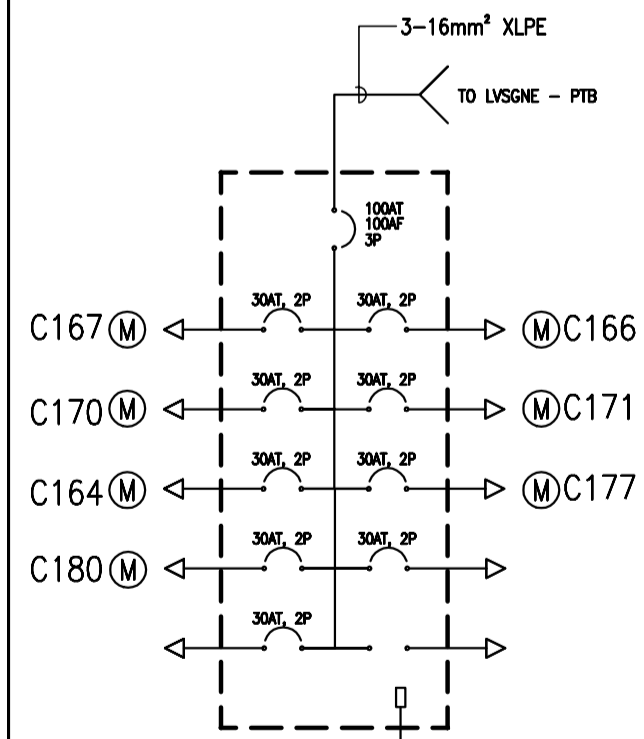 3-16mm² XLPE
TO LVSGNE - PTB
100AT
100AF
3P
30AT, 2P 30AT, 2P
C167 M M C166
30AT, 2P 30AT, 2P
C170 M M C171
30AT, 2P 30AT, 2P
C164 M M C177
30AT, 2P 30AT, 2P
C180 M
30AT, 2P